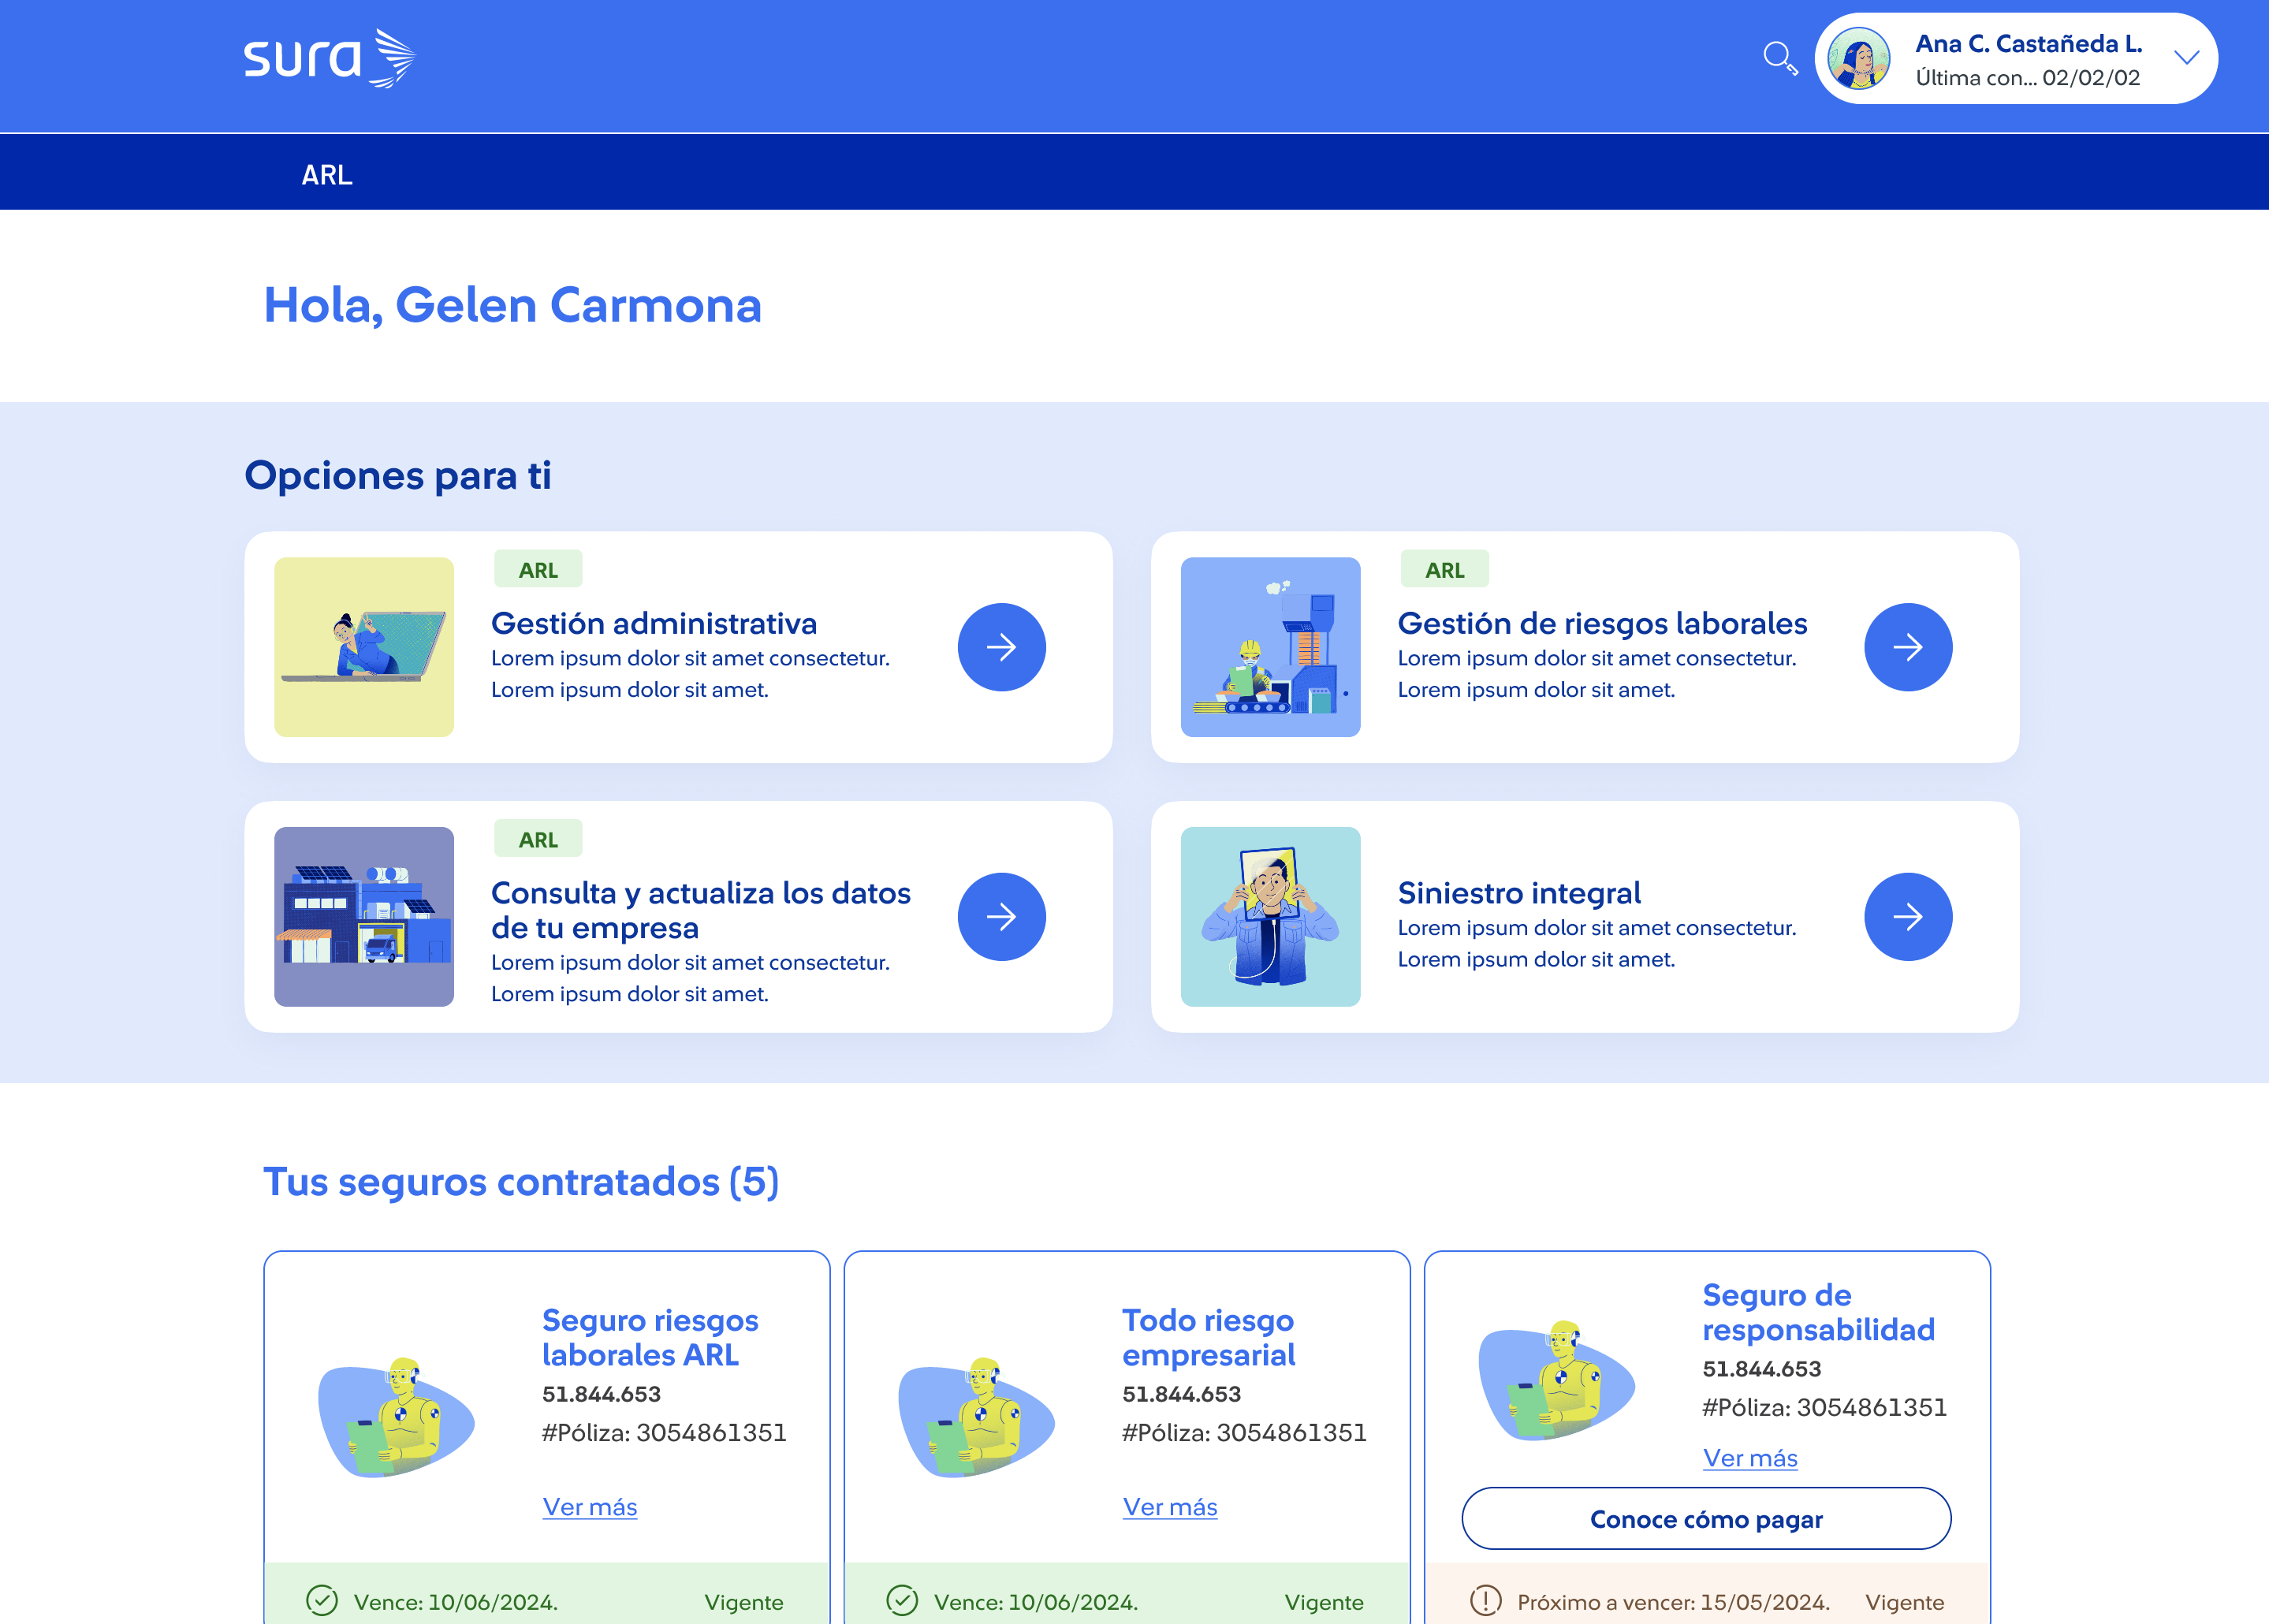 sura
Ana C. Castañeda L.
Última con... 02/02/02
ARL
Hola, Gelen Carmona
Opciones para ti
ARL
Gestión administrativa
Lorem ipsum dolor sit amet consectetur.
Lorem ipsum dolor sit amet.
ARL
Gestión de riesgos laborales
Lorem ipsum dolor sit amet consectetur.
Lorem ipsum dolor sit amet.
ARL
Consulta y actualiza los datos
de tu empresa
Lorem ipsum dolor sit amet consectetur.
Lorem ipsum dolor sit amet.
Siniestro integral
Lorem ipsum dolor sit amet consectetur.
Lorem ipsum dolor sit amet.
Tus seguros contratados (5)
Seguro riesgos
laborales ARL
51.844.653
#Póliza: 3054861351
Ver más
Vence: 10/06/2024.
Vigente
Todo riesgo
empresarial
51.844.653
#Póliza: 3054861351
Ver más
Vence: 10/06/2024.
Vigente
Seguro de
responsabilidad
51.844.653
#Póliza: 3054861351
Ver más
Conoce cómo pagar
Próximo a vencer: 15/05/2024.
Vigente